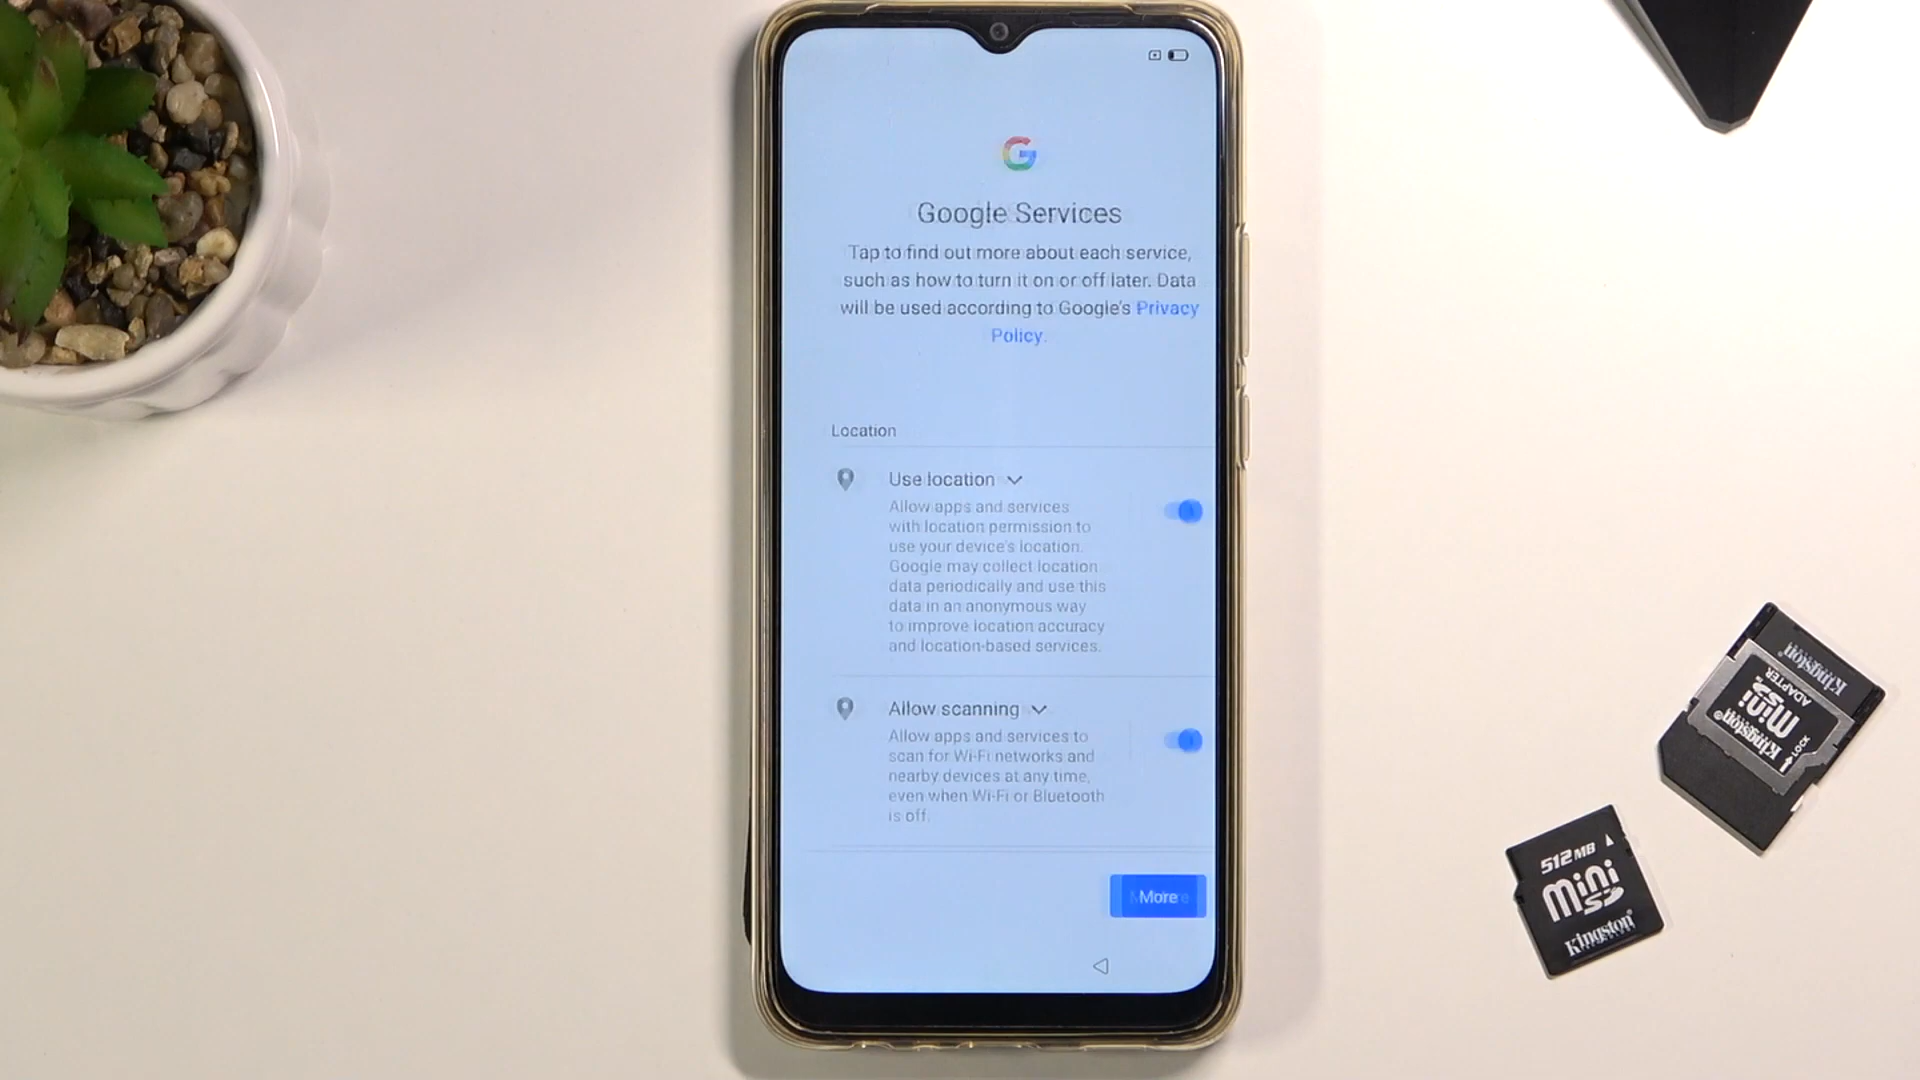 Google Services
Tap to find out more about each service,
such as how to turn it on or off later. Data
will be used according to Google's Privacy
Policy.
Location
Use location
Allow apps and services
with location permission to
use your device's location.
Google may collect location
data periodically and use this
data in an anonymous way
to improve location accuracy
and location-based services.
Allow scanning
Allow apps and services to
scan for Wi-Fi networks and
nearby devices at any time,
even when Wi-Fi or Bluetooth
is off.
More
Kingston
ADAPTER
mini
SD
Kingston
LOCK
512MB
mini
SD
Kingston